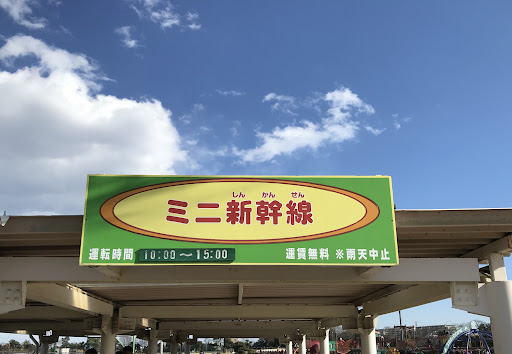 しん かん せん
ミニ新幹線
運転時間 10:00～15:00 運賃無料 ※雨天中止